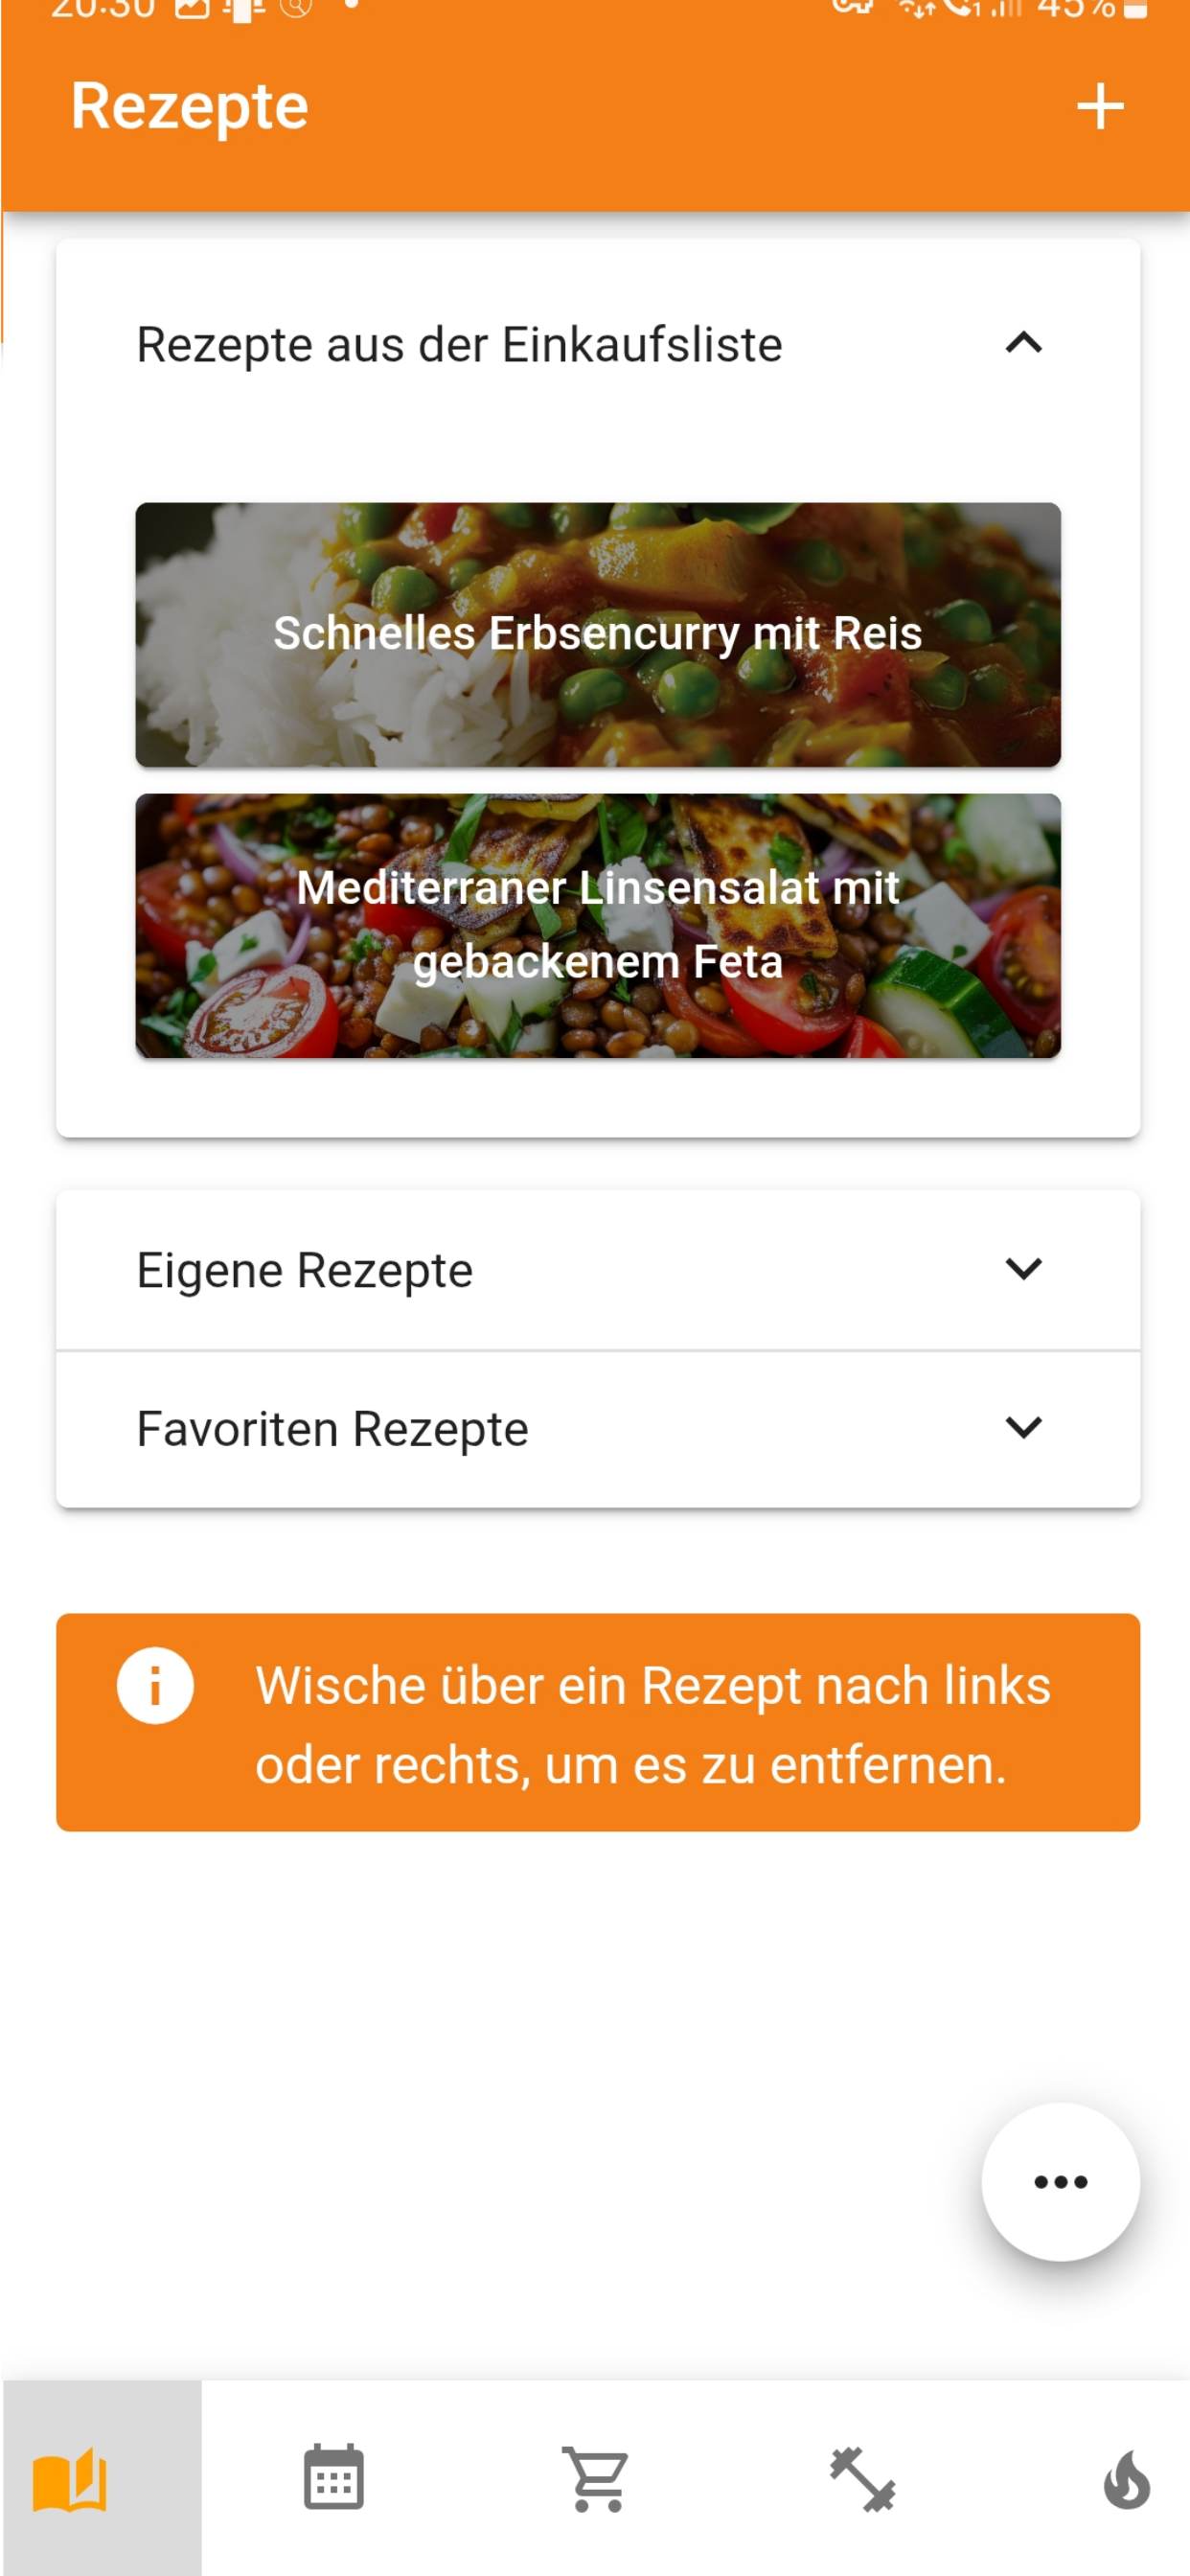 20:30 45%
Rezepte
Rezepte aus der Einkaufsliste
Schnelles Erbsencurry mit Reis
Mediterraner Linsensalat mit
gebackenem Feta
Eigene Rezepte
Favoriten Rezepte
Wische über ein Rezept nach links
oder rechts, um es zu entfernen.